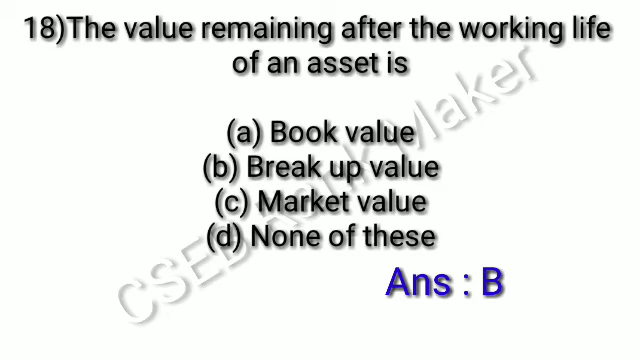 18)The value remaining after the working life
of an asset is
(a) Book value
(b) Break up value
(c) Market value
(d) None of these
Ans : B